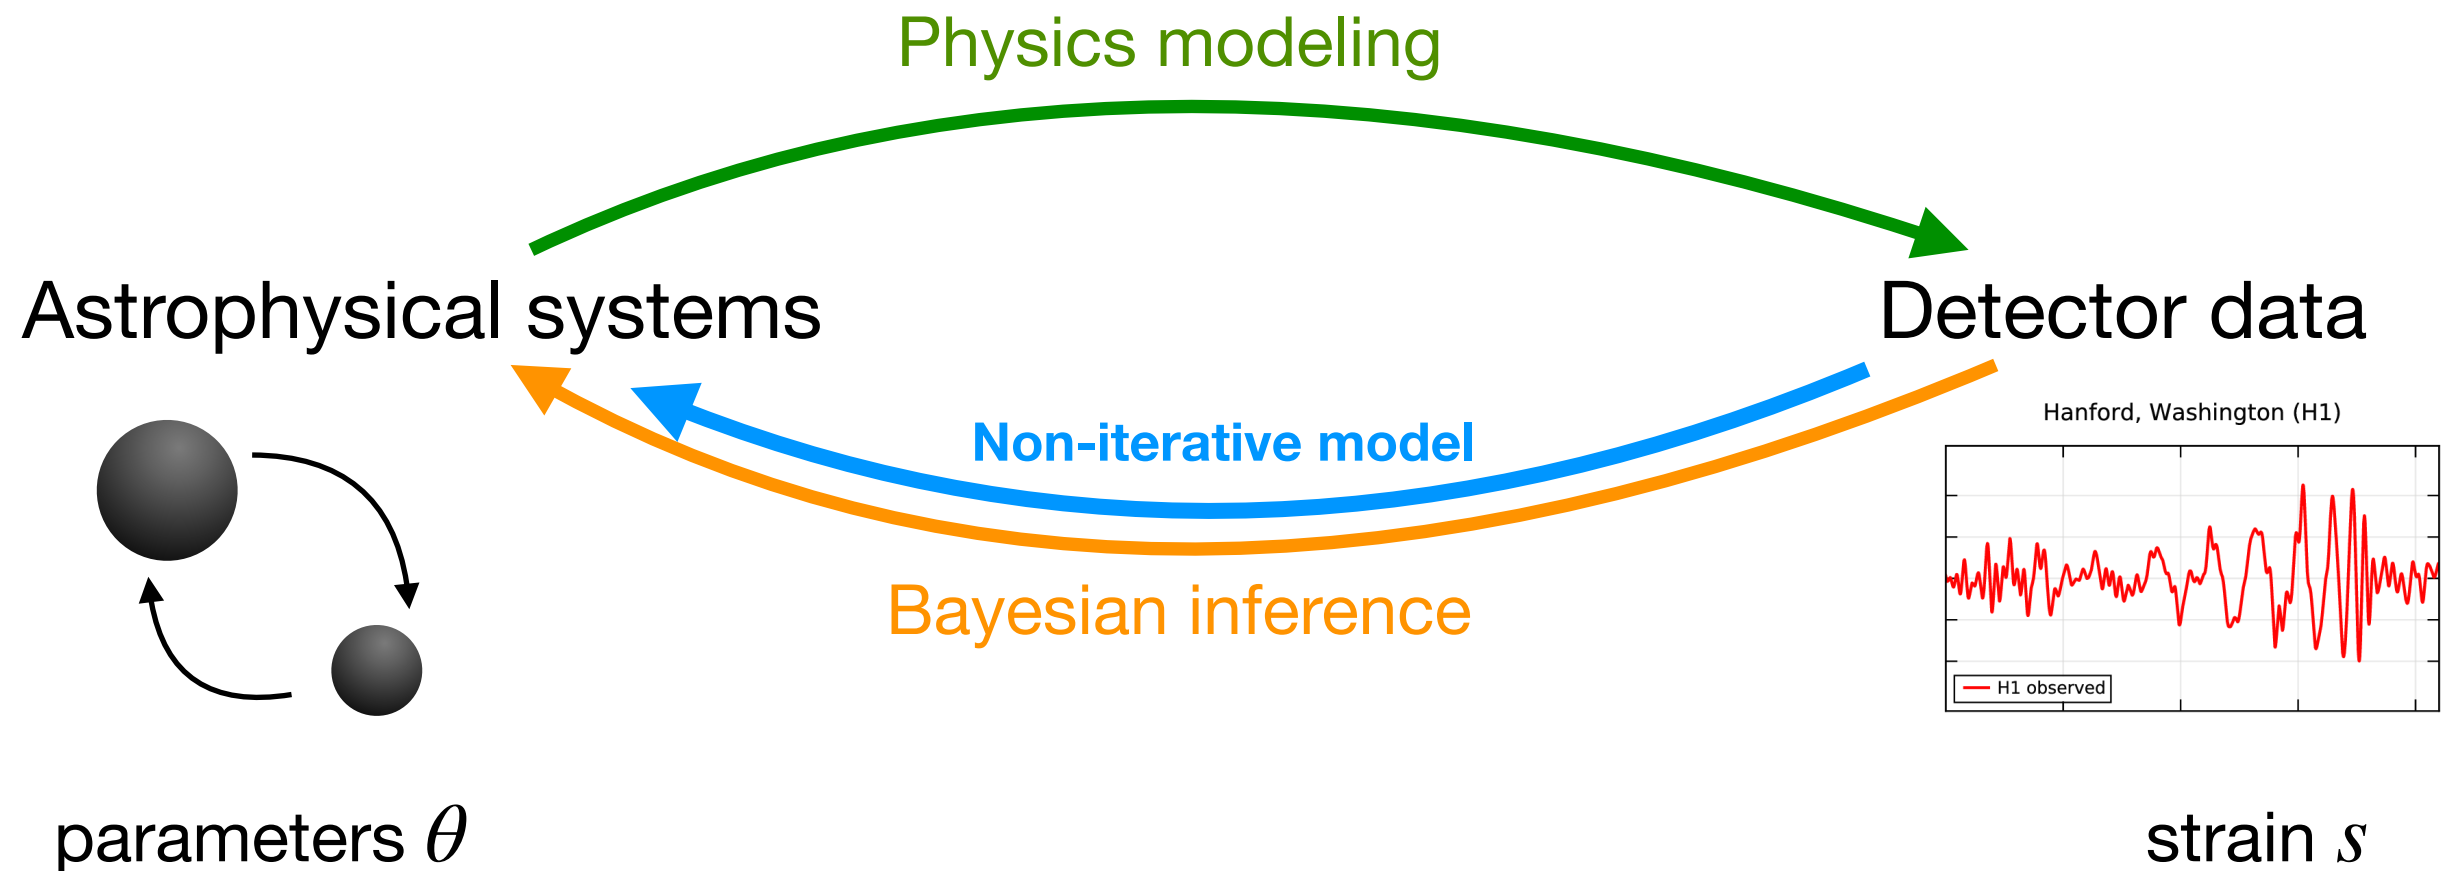 Physics modeling
Astrophysical systems
Detector data
Non-iterative model
Bayesian inference
Hanford, Washington (H1)
H1 observed
parameters θ
strain s